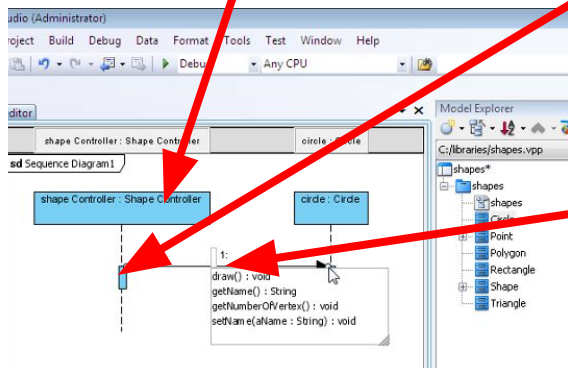 udio (Administrator)
roject Build Debug Data Format Tools Test Window Help
Debu Any CPU
ditor
Model Explorer
shape Controller : Shape Controller
circle : Circle
C:/libraries/shapes.vpp
sd Sequence Diagram1
shapes*
shapes
shape Controller : Shape Controller
circle : Circle
shapes
Circle
Point
Polygon
Rectangle
Shape
Triangle
1:
draw() : void
getName() : String
getNumberOfVertex() : void
setName(aName : String) : void